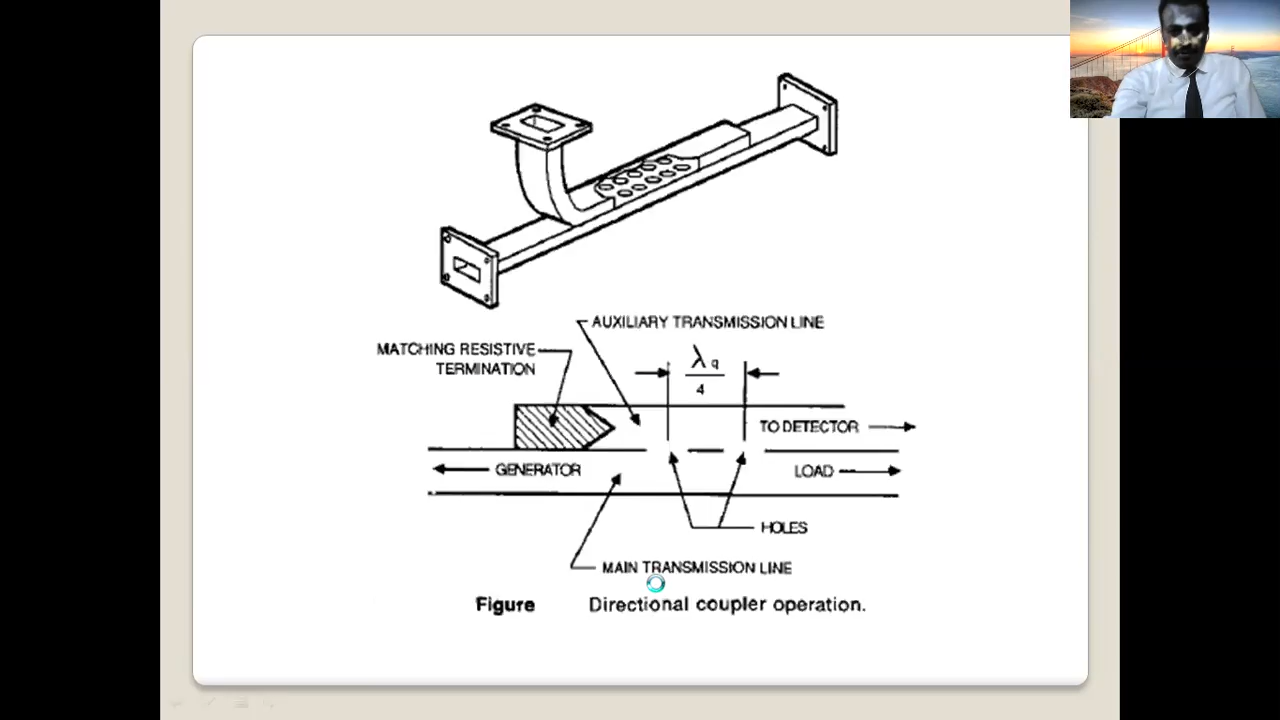 AUXILIARY TRANSMISSION LINE
MATCHING RESISTIVE
TERMINATION
λg
4
TO DETECTOR
GENERATOR
LOAD
HOLES
MAIN TRANSMISSION LINE
Figure Directional coupler operation.